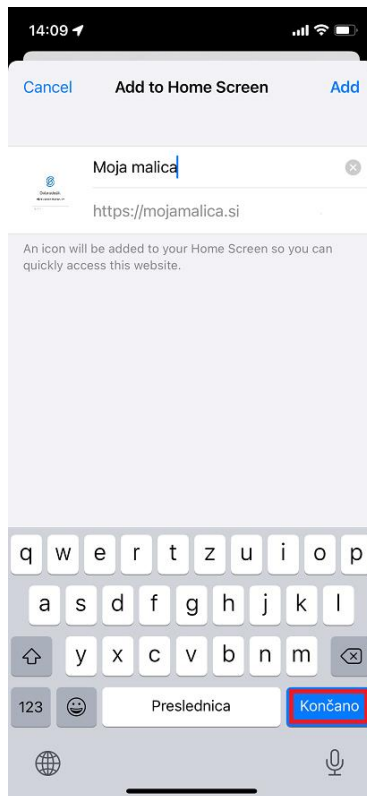 14:09
Cancel Add to Home Screen Add
Moja malica
https://mojamalica.si
An icon will be added to your Home Screen so you can
quickly access this website.
q w e r t z u i o p
a s d f g h j k l
y x c v b n m
123 Preslednica Končano